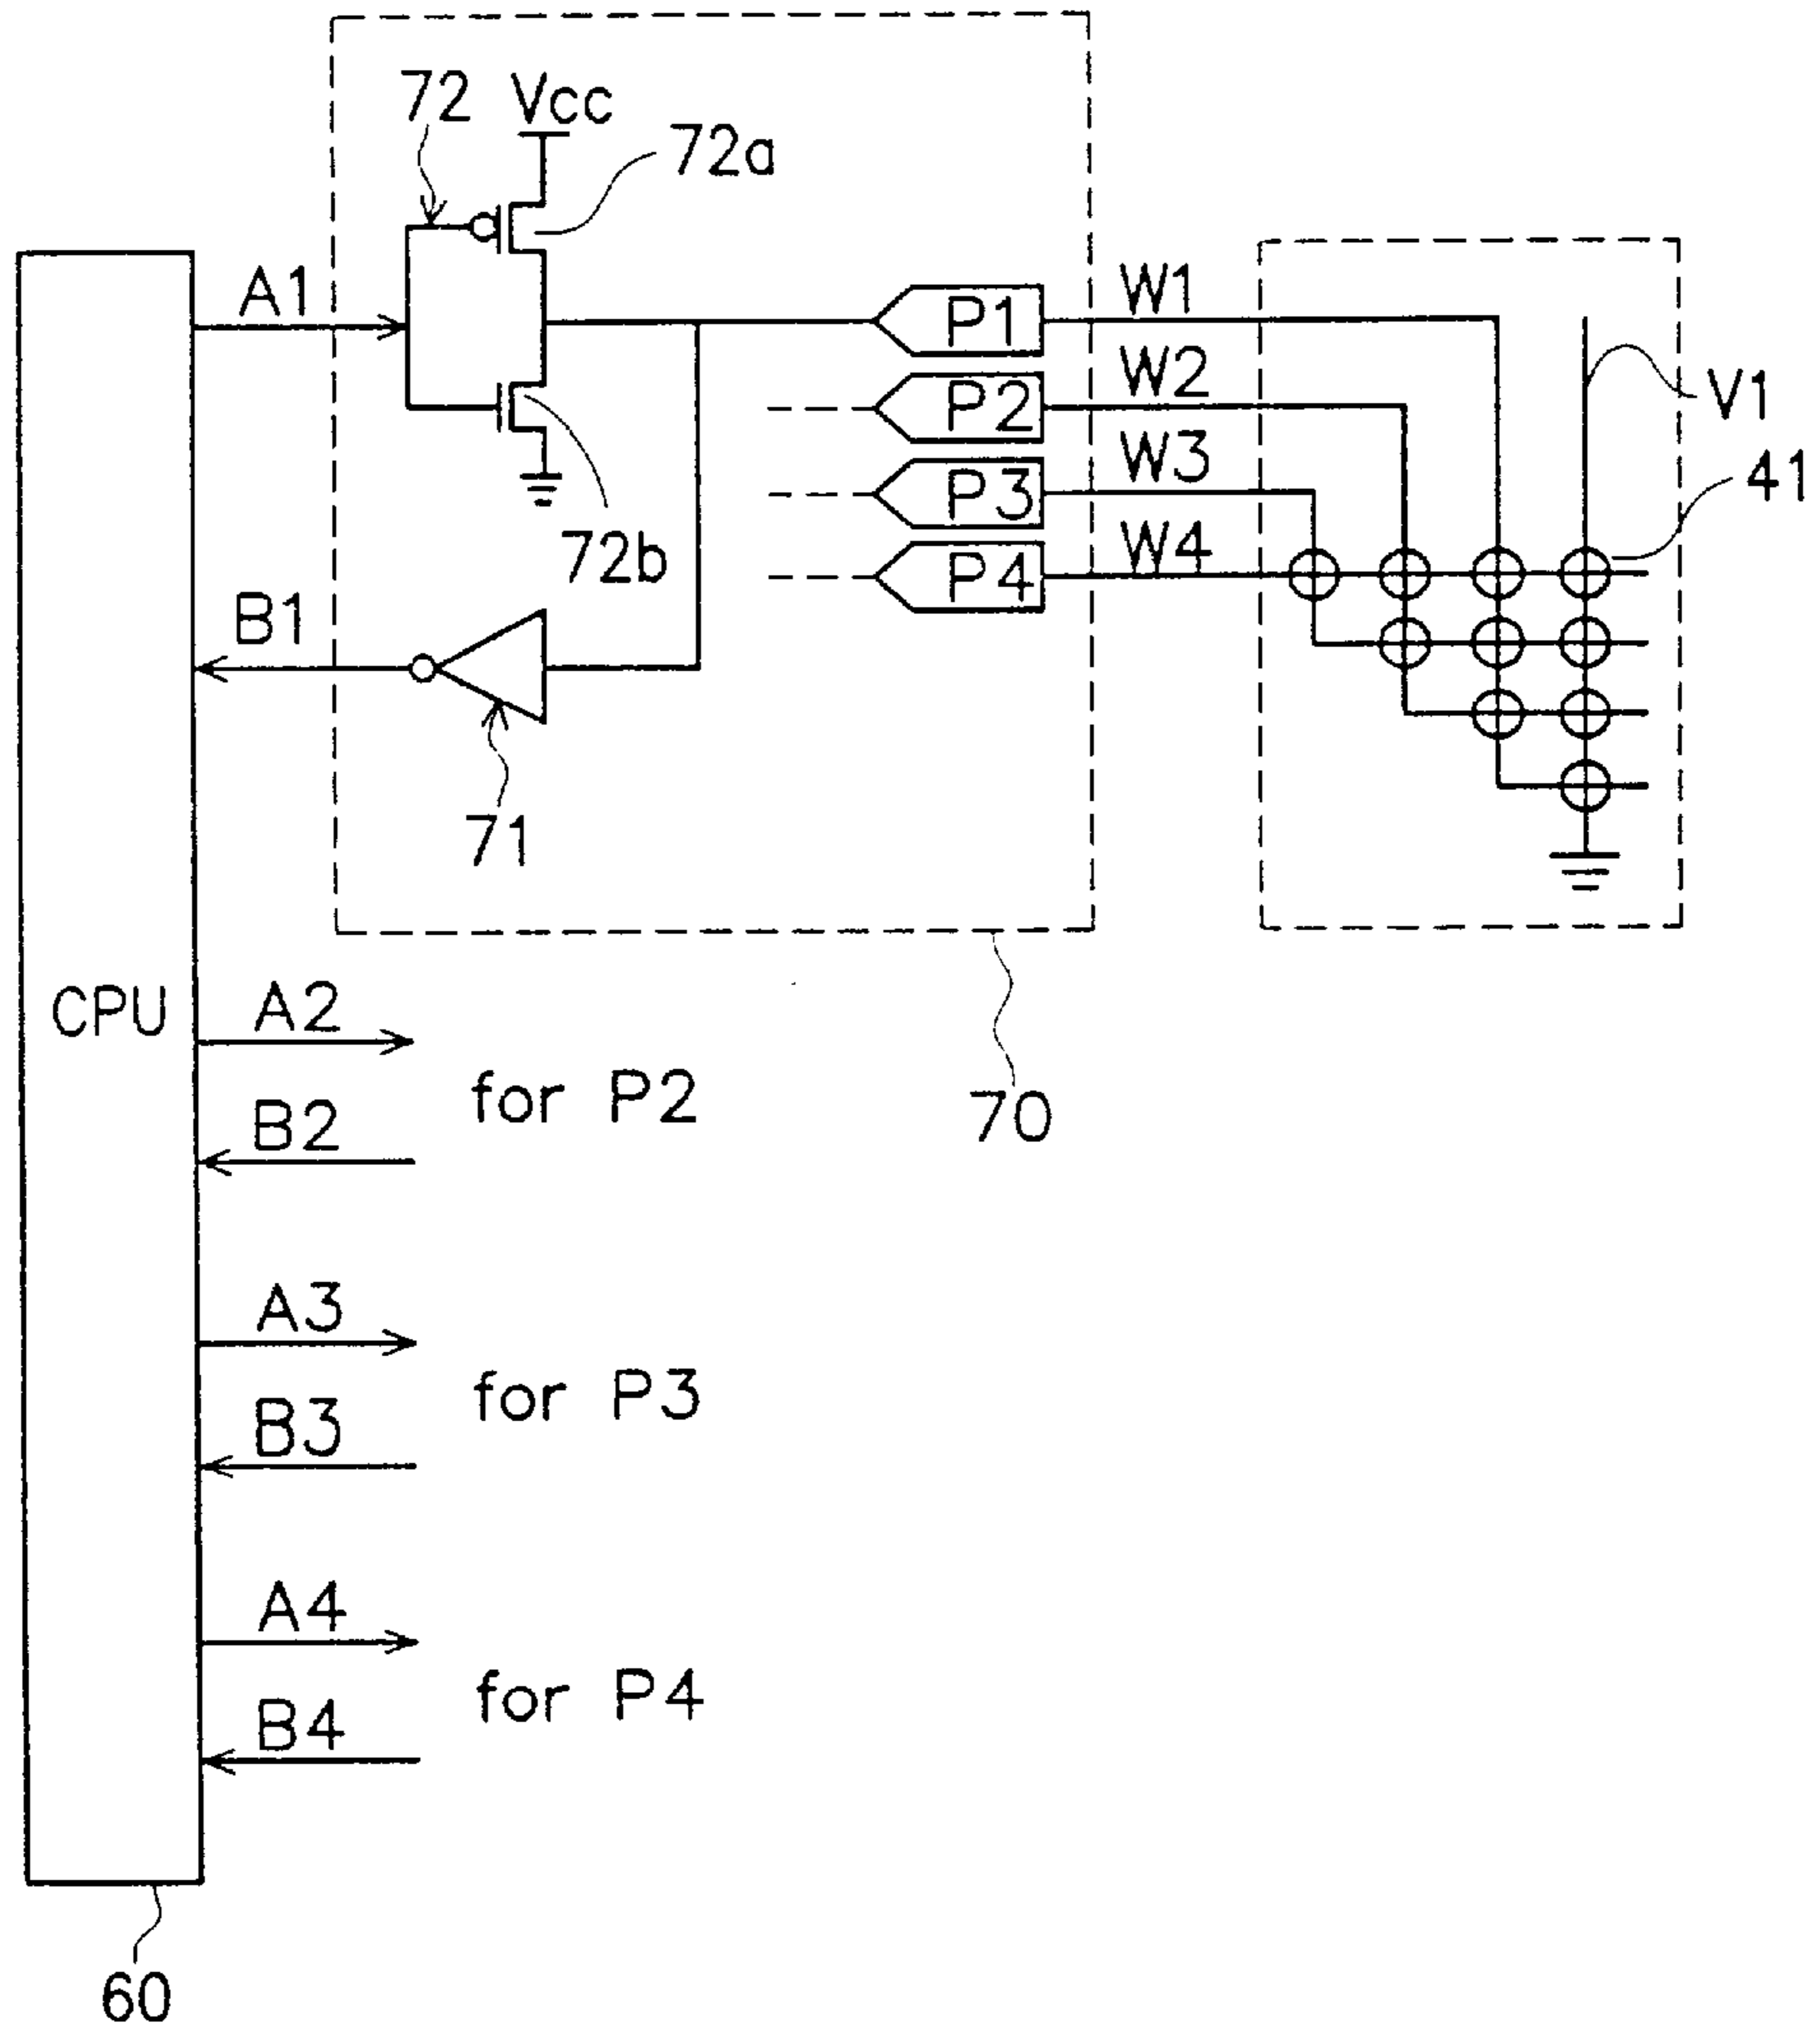 72 Vcc
72a
A1
P1
W1
P2
W2
V1
P3
W3
41
P4
W4
72b
B1
71
CPU
A2
for P2
B2
70
A3
for P3
B3
A4
for P4
B4
60